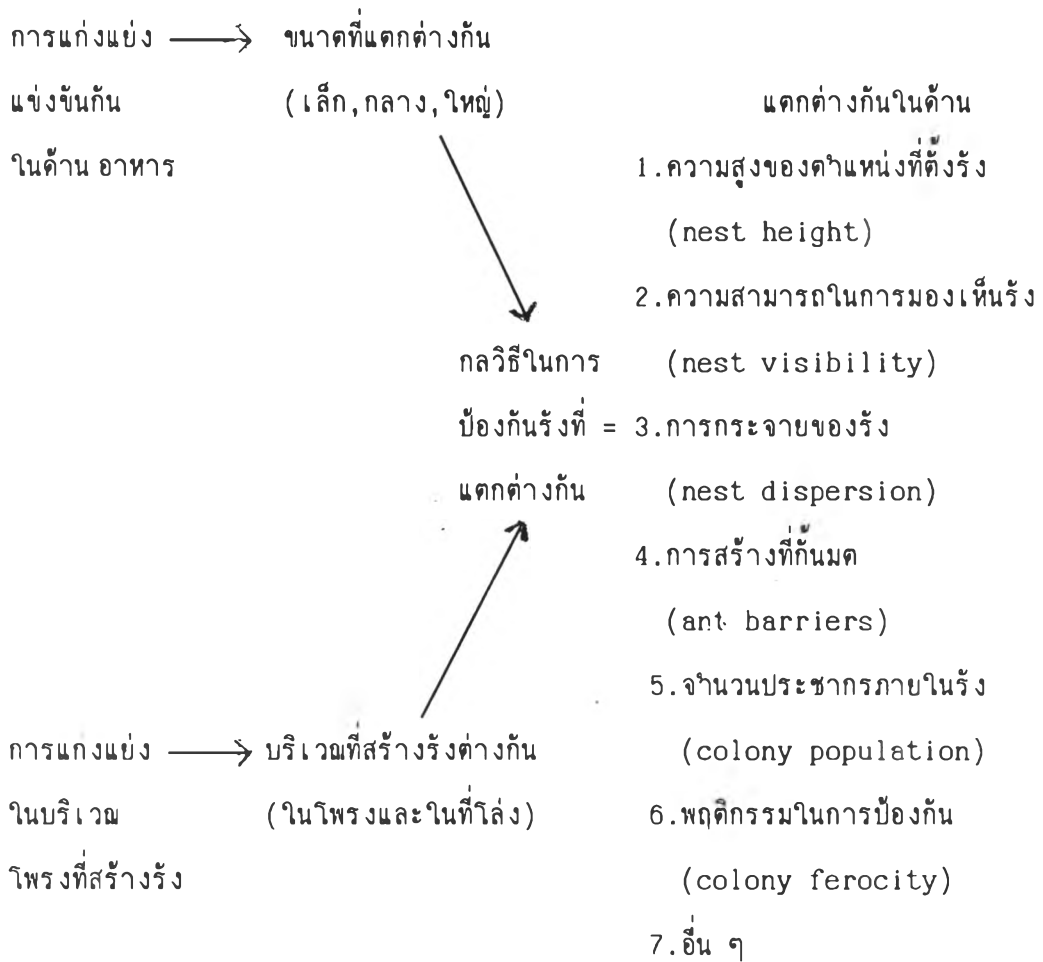 การแก่งแย่ง ⟶ ขนาดที่แตกต่างกัน
แข่งขันกัน (เล็ก,กลาง,ใหญ่) แตกต่างกันในด้าน
ในด้าน อาหาร 1.ความสูงของตำแหน่งที่ตั้งรัง
(nest height)
2.ความสามารถในการมองเห็นรัง
กลวิธีในการ (nest visibility)
ป้องกันรังที่ = 3.การกระจายของรัง
แตกต่างกัน (nest dispersion)
4.การสร้างที่กั้นมด
(ant barriers)
5.จำนวนประชากรภายในรัง
การแกงแย่ง ⟶ บริเวณที่สร้างรังต่างกัน (colony population)
ในบริเวณ (ในโพรงและในที่โล่ง) 6.พฤติกรรมในการป้องกัน
โพรงที่สร้างรัง (colony ferocity)
7.อื่น ๆ